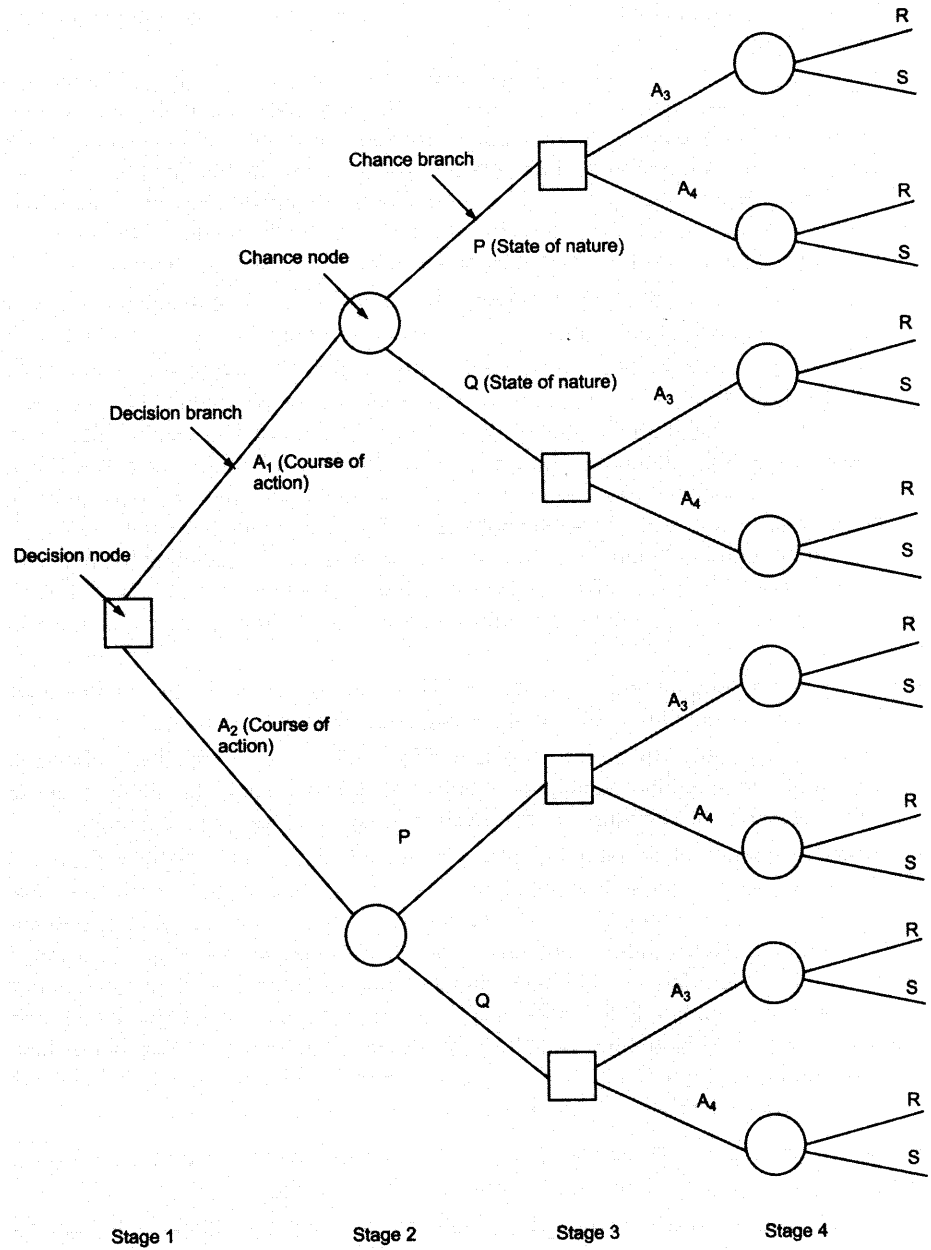 R
A₃
S
Chance branch
A₄
R
P (State of nature)
S
Chance node
R
Q (State of nature)
A₃
S
Decision branch
A₁ (Course of
action)
R
A₄
S
Decision node
R
A₃
S
A₂ (Course of
action)
R
A₄
P
S
R
A₃
S
Q
R
A₄
S
Stage 1
Stage 2
Stage 3
Stage 4